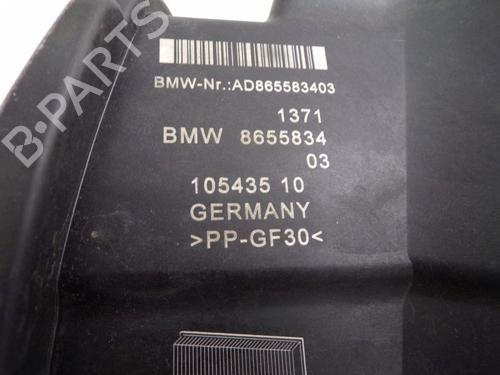 BMW-Nr.:AD865583403
1371
BMW 8655834
03
105435 10
GERMANY
>PP-GF30<
B-PARTS